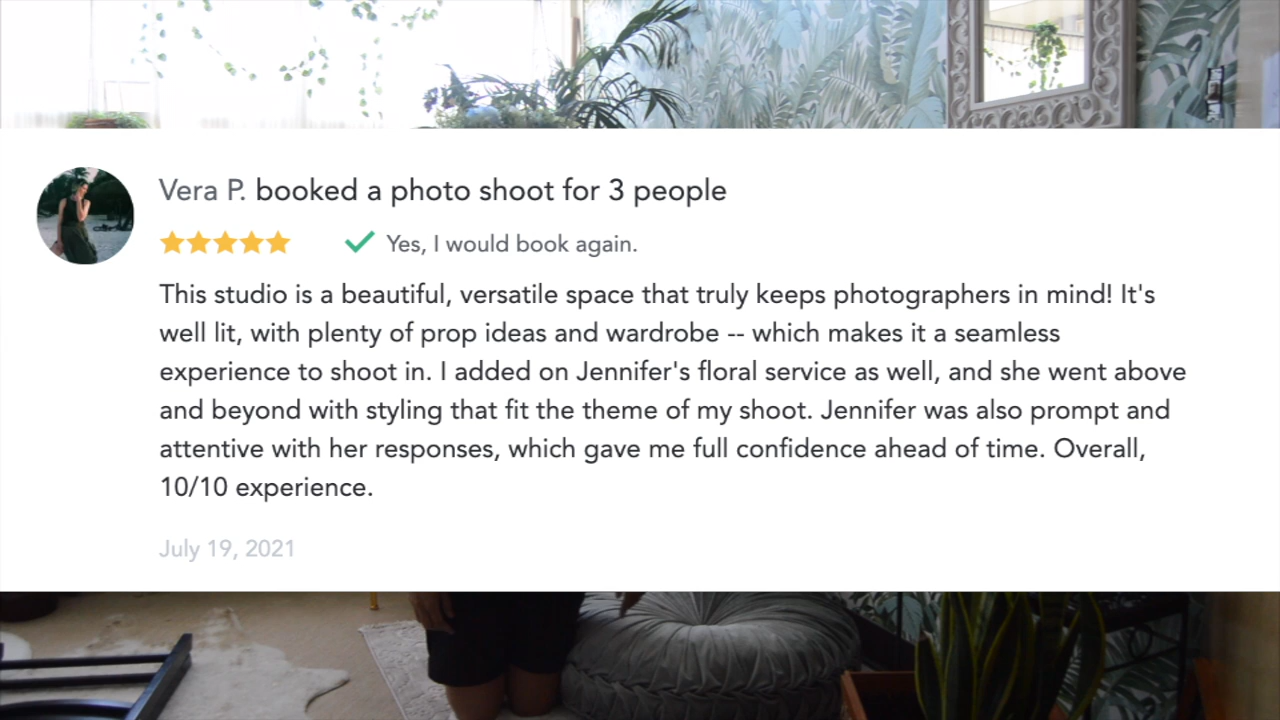 Vera P. booked a photo shoot for 3 people
Yes, I would book again.
This studio is a beautiful, versatile space that truly keeps photographers in mind! It's
well lit, with plenty of prop ideas and wardrobe -- which makes it a seamless
experience to shoot in. I added on Jennifer's floral service as well, and she went above
and beyond with styling that fit the theme of my shoot. Jennifer was also prompt and
attentive with her responses, which gave me full confidence ahead of time. Overall,
10/10 experience.
July 19, 2021